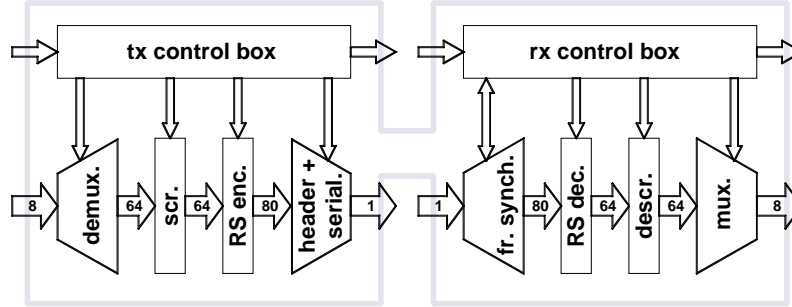 tx control box
rx control box
8
demux.
64
scr.
64
RS enc.
80
header +
serial.
1
1
fr. synch.
80
RS dec.
64
descr.
64
mux.
8